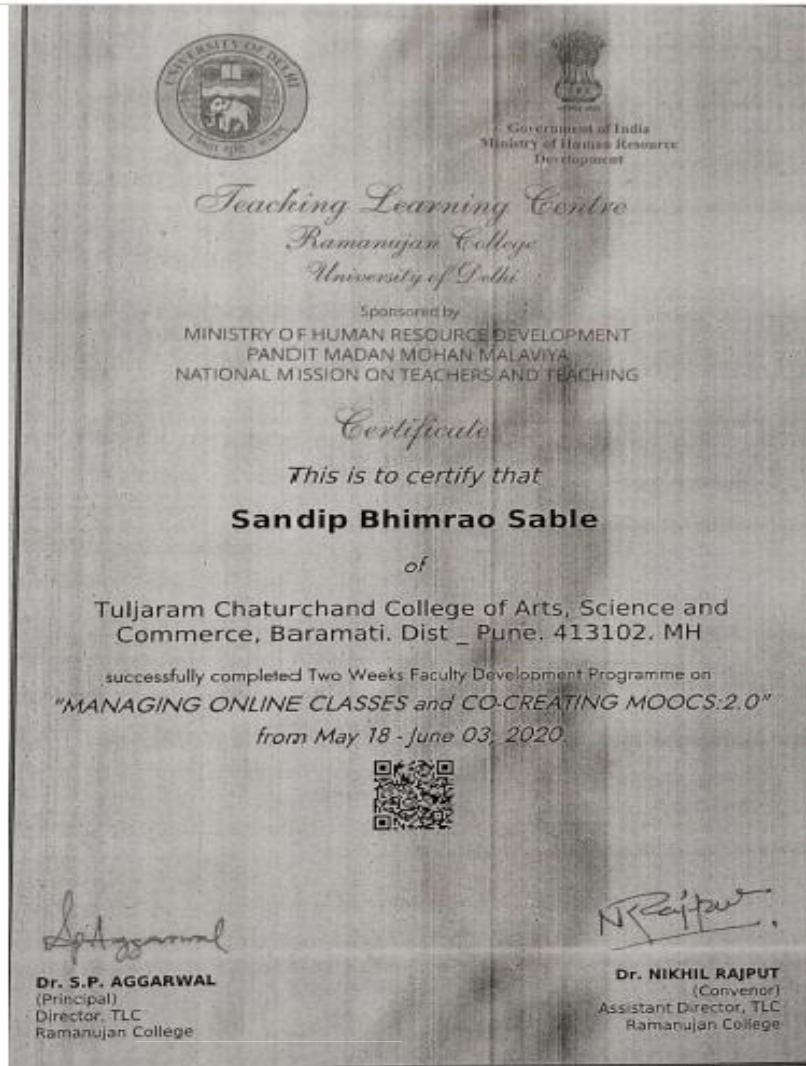 UNIVERSITY OF DELHI
Government of India
Ministry of Human Resource
Development
Teaching Learning Centre
Ramanujan College
University of Delhi
Sponsored by
MINISTRY OF HUMAN RESOURCE DEVELOPMENT
PANDIT MADAN MOHAN MALAVIYA
NATIONAL MISSION ON TEACHERS AND TEACHING
Certificate
This is to certify that
Sandip Bhimrao Sable
of
Tuljaram Chaturchand College of Arts, Science and
Commerce, Baramati. Dist _ Pune. 413102. MH
successfully completed Two Weeks Faculty Development Programme on
"MANAGING ONLINE CLASSES and CO-CREATING MOOCS:2.0"
from May 18 - June 03, 2020.
SpAggarwal
NRajput
Dr. S.P. AGGARWAL
(Principal)
Director, TLC
Ramanujan College
Dr. NIKHIL RAJPUT
(Convenor)
Assistant Director, TLC
Ramanujan College